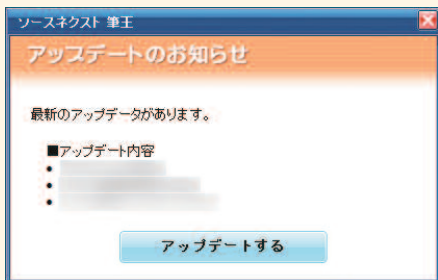 ソースネクスト 筆王
アップデートのお知らせ
最新のアップデータがあります。
■アップデート内容
•
•
•
アップデートする